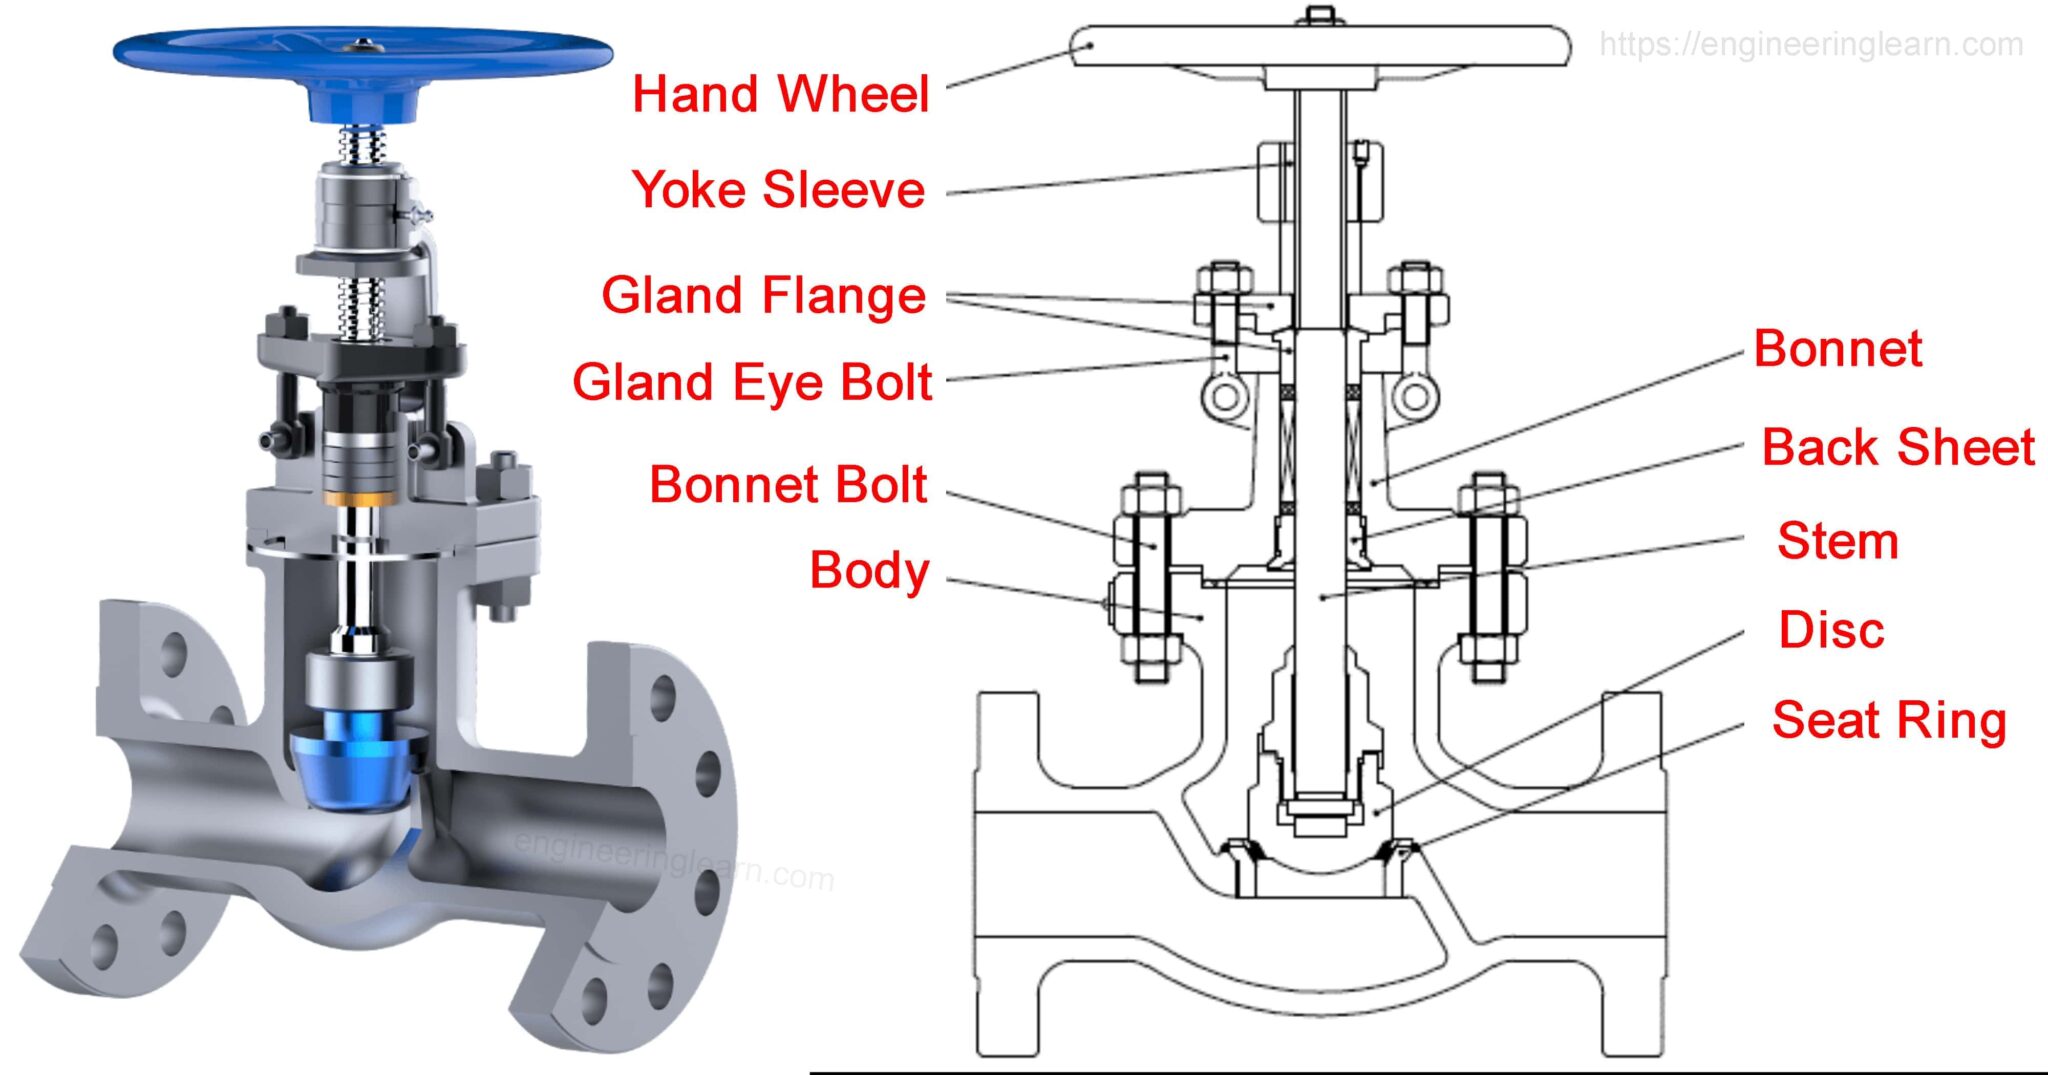 https://engineeringlearn.com
Hand Wheel
Yoke Sleeve
Gland Flange
Gland Eye Bolt
Bonnet Bolt
Body
Bonnet
Back Sheet
Stem
Disc
Seat Ring
engineeringlearn.com